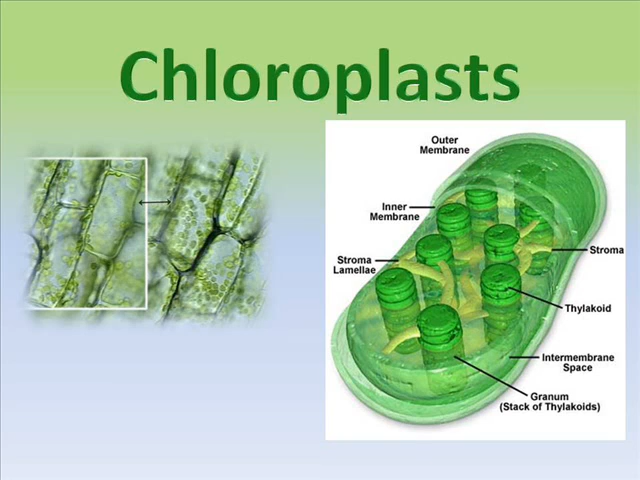 Chloroplasts
Outer
Membrane
Inner
Membrane
Stroma
Lamellae
Stroma
Thylakoid
Intermembrane
Space
Granum
(Stack of Thylakoids)